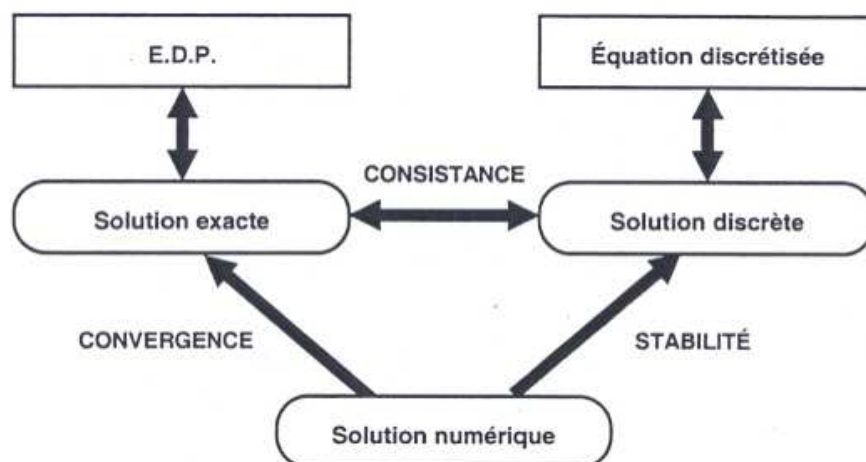 E.D.P.
Équation discrétisée
CONSISTANCE
Solution exacte
Solution discrète
CONVERGENCE
STABILITÉ
Solution numérique